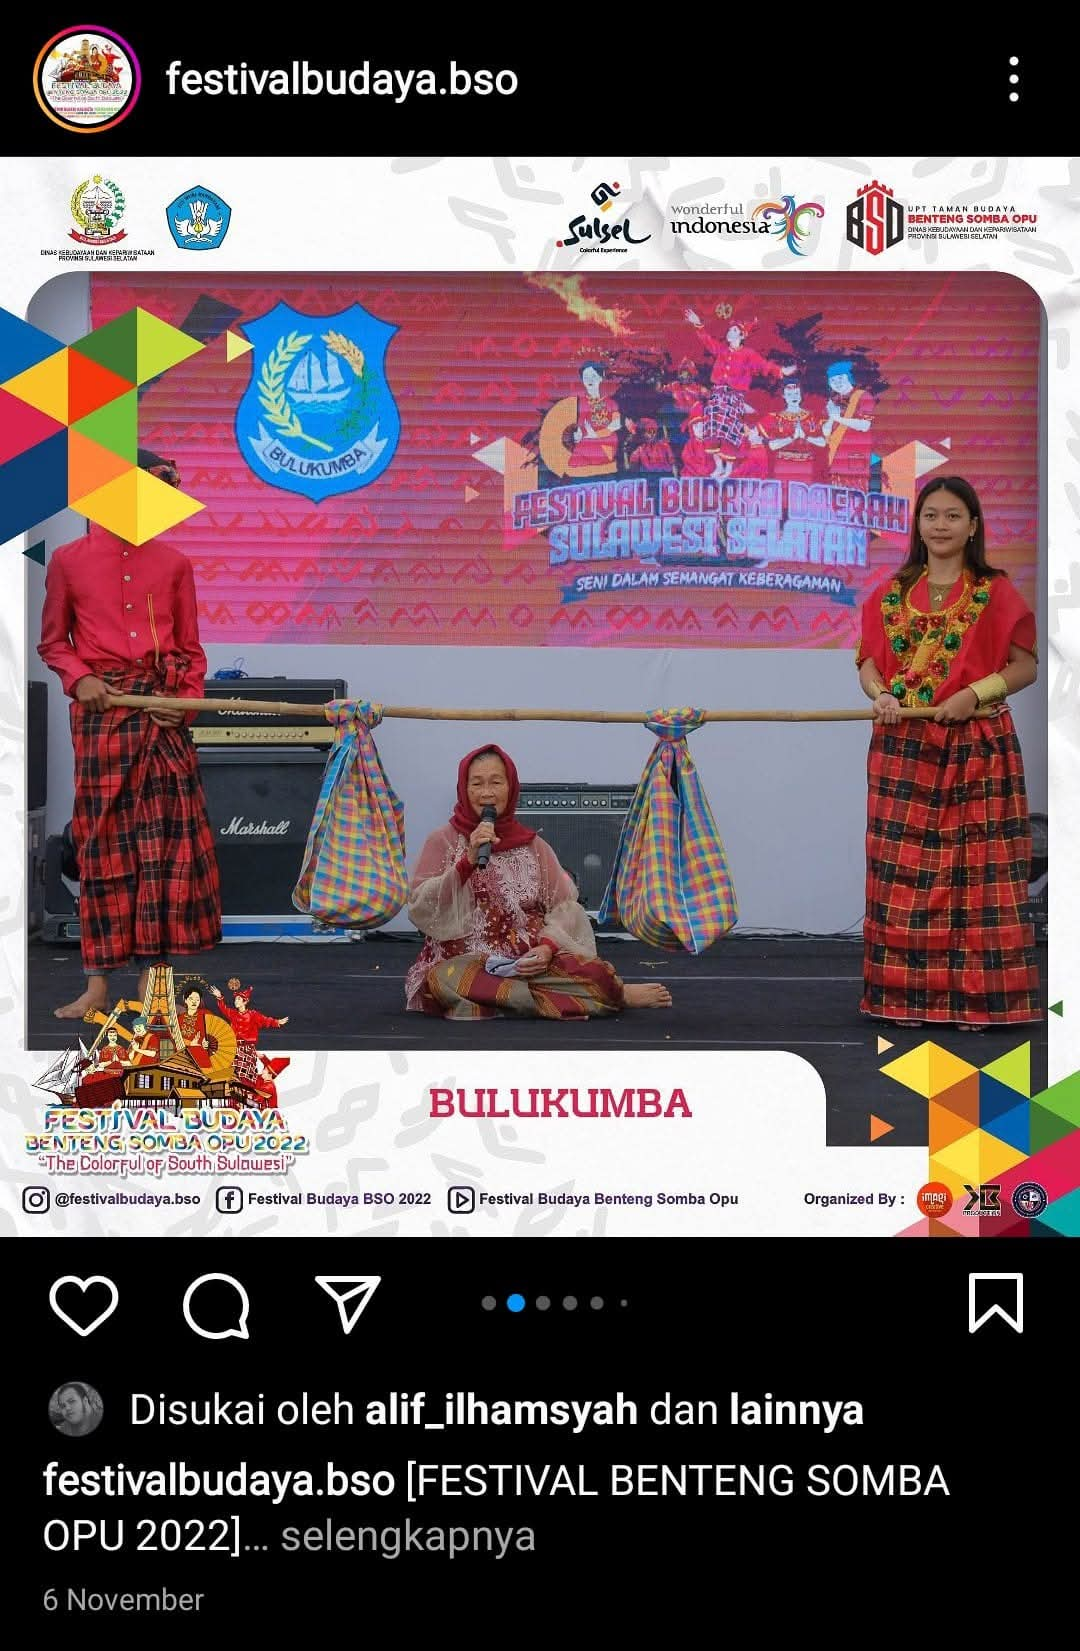 festivalbudaya.bso
DINAS KEBUDAYAAN DAN KEPARIWISATAAN
PROVINSI SULAWESI SELATAN
Sulsel
Colorful Experience
wonderful
indonesia
BSO
UPT TAMAN BUDAYA
BENTENG SOMBA OPU
DINAS KEBUDAYAAN DAN KEPARIWISATAAN
PROVINSI SULAWESI SELATAN
BULUKUMBA
FESTIVAL BUDAYA DAERAH
SULAWESI SELATAN
SENI DALAM SEMANGAT KEBERAGAMAN
Marshall
Marshall
FESTIVAL BUDAYA
BENTENG SOMBA OPU 2022
"The Colorful of South Sulawesi"
BULUKUMBA
@festivalbudaya.bso
Festival Budaya BSO 2022
Festival Budaya Benteng Somba Opu
Organized By :
imagi
Disukai oleh alif_ilhamsyah dan lainnya
festivalbudaya.bso [FESTIVAL BENTENG SOMBA
OPU 2022]... selengkapnya
6 November